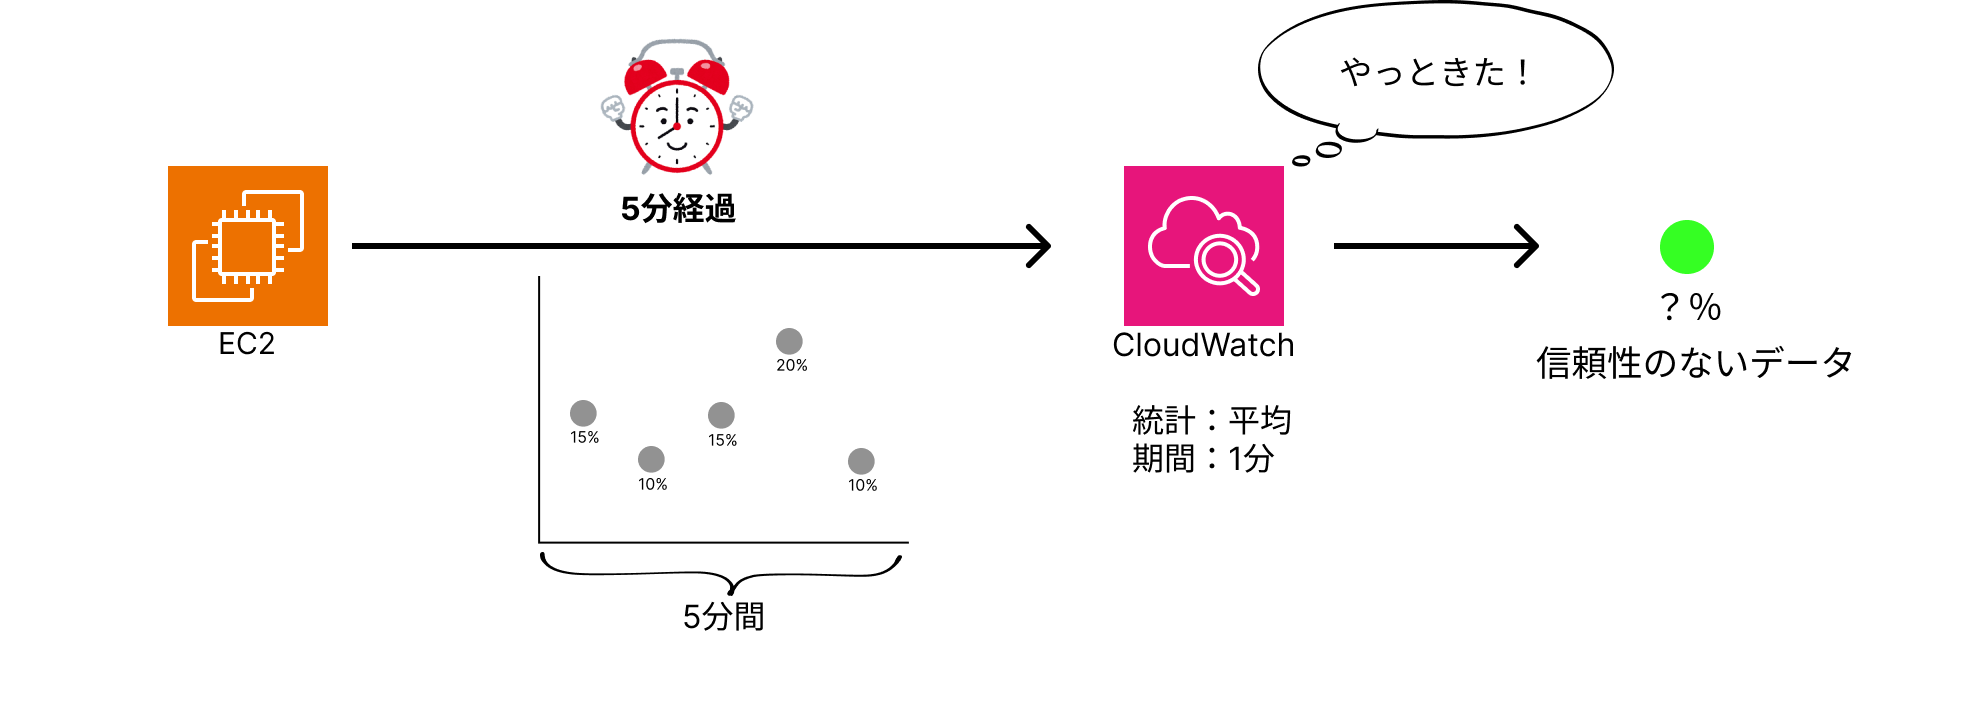 やっときた！
5分経過
EC2
20%
15%
15%
10%
10%
5分間
CloudWatch
統計：平均
期間：1分
？%
信頼性のないデータ